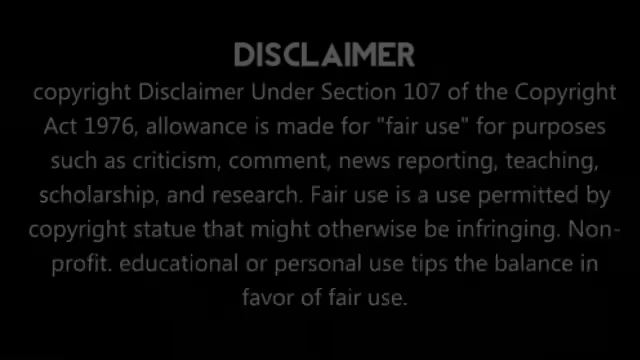 DISCLAIMER
copyright Disclaimer Under Section 107 of the Copyright
Act 1976, allowance is made for "fair use" for purposes
such as criticism, comment, news reporting, teaching,
scholarship, and research. Fair use is a use permitted by
copyright statue that might otherwise be infringing. Non-
profit. educational or personal use tips the balance in
favor of fair use.